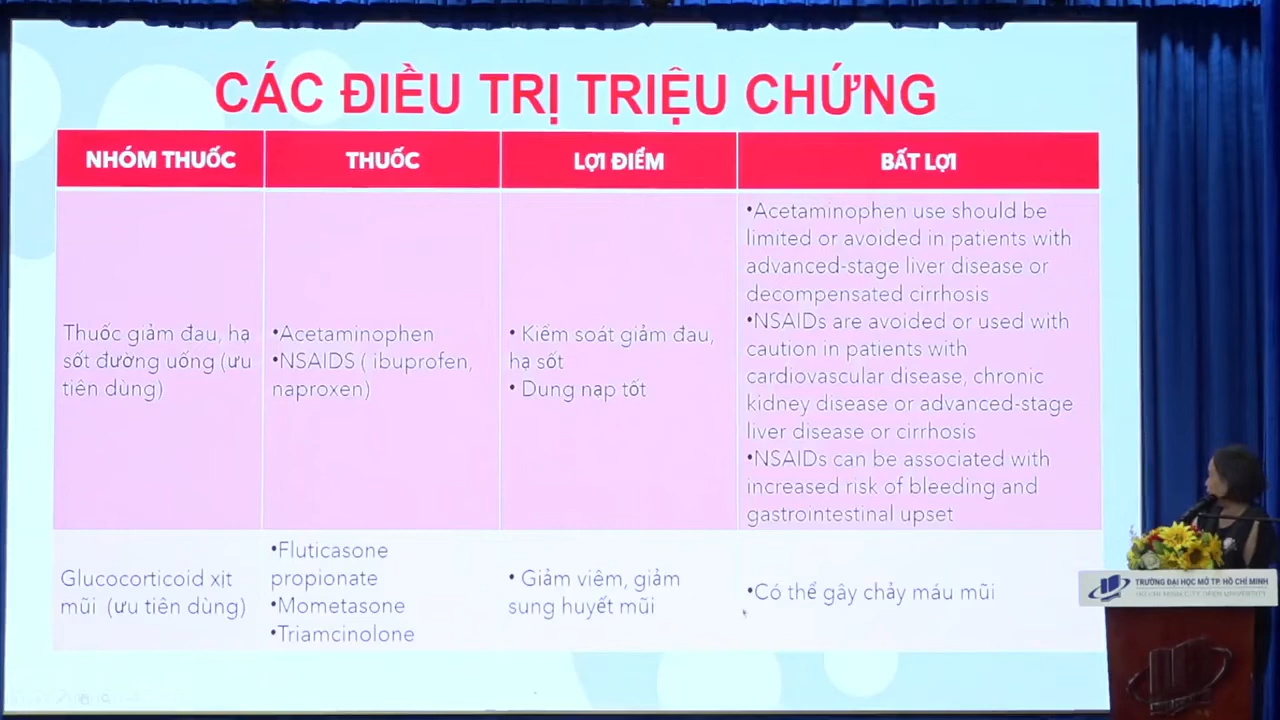 CÁC ĐIỀU TRỊ TRIỆU CHỨNG
NHÓM THUỐC
THUỐC
LỢI ĐIỂM
BẤT LỢI
Thuốc giảm đau, hạ
sốt đường uống (ưu
tiên dùng)
•Acetaminophen
•NSAIDS ( ibuprofen,
naproxen)
• Kiểm soát giảm đau,
hạ sốt
• Dung nạp tốt
•Acetaminophen use should be
limited or avoided in patients with
advanced-stage liver disease or
decompensated cirrhosis
•NSAIDs are avoided or used with
caution in patients with
cardiovascular disease, chronic
kidney disease or advanced-stage
liver disease or cirrhosis
•NSAIDs can be associated with
increased risk of bleeding and
gastrointestinal upset
Glucocorticoid xịt
mũi (ưu tiên dùng)
•Fluticasone
propionate
•Mometasone
•Triamcinolone
• Giảm viêm, giảm
sung huyết mũi
•Có thể gây chảy máu mũi
TRƯỜNG ĐẠI HỌC MỞ TP. HỒ CHÍ MINH
HO CHI MINH CITY OPEN UNIVERSITY